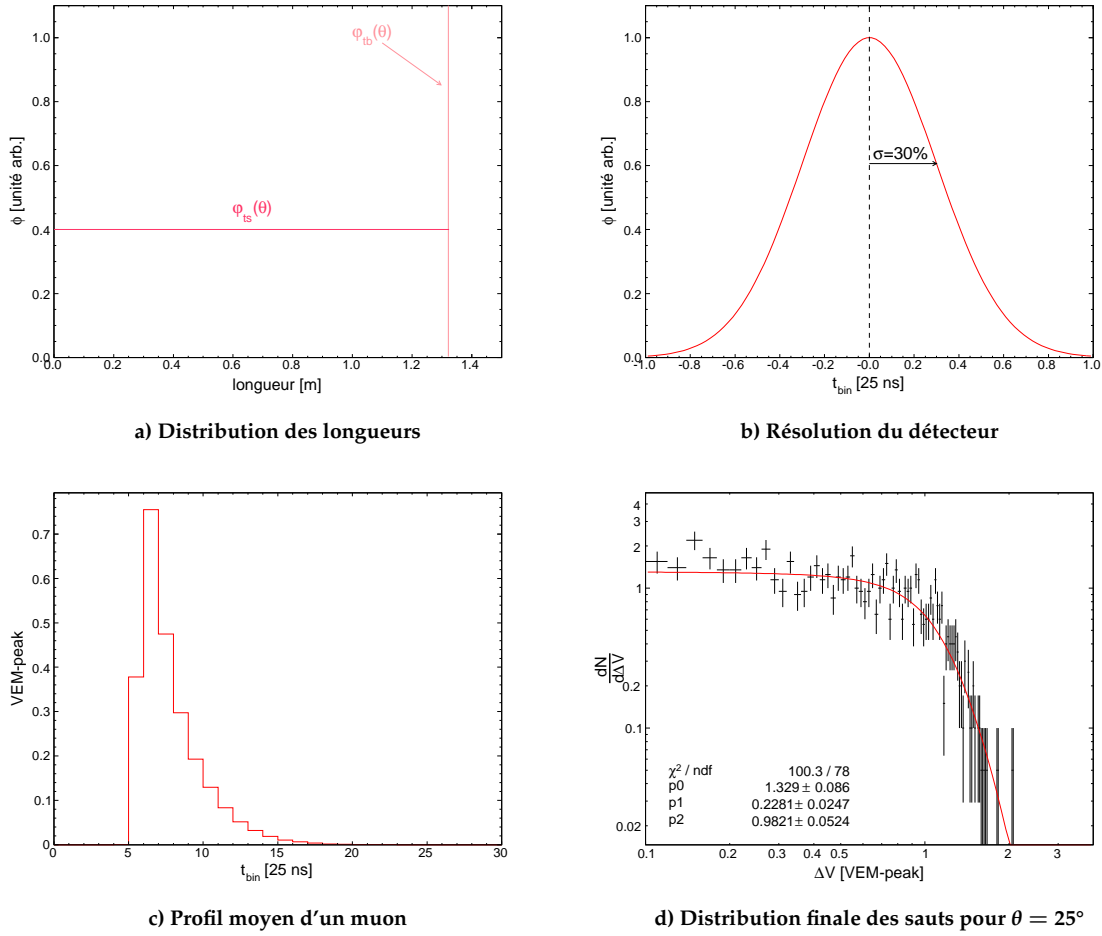 φtb(θ)
φ [unité arb.]
1.0
0.8
0.6
0.4
0.2
0.0
φts(θ)
0.0 0.2 0.4 0.6 0.8 1.0 1.2 1.4
longueur [m]
a) Distribution des longueurs
φ [unité arb.]
1.0
0.8
0.6
0.4
0.2
0.0
σ=30%
-1.0 -0.8 -0.6 -0.4 -0.2 -0.0 0.2 0.4 0.6 0.8 1.0
tbin [25 ns]
b) Résolution du détecteur
VEM-peak
0.7
0.6
0.5
0.4
0.3
0.2
0.1
0
0 5 10 15 20 25 30
tbin [25 ns]
c) Profil moyen d'un muon
dN
dΔV
4
3
2
1
0.2
0.1
0.02
χ2 / ndf 100.3 / 78
p0 1.329 ± 0.086
p1 0.2281 ± 0.0247
p2 0.9821 ± 0.0524
0.1 0.2 0.3 0.4 0.5 1 2 3
ΔV [VEM-peak]
d) Distribution finale des sauts pour θ = 25°